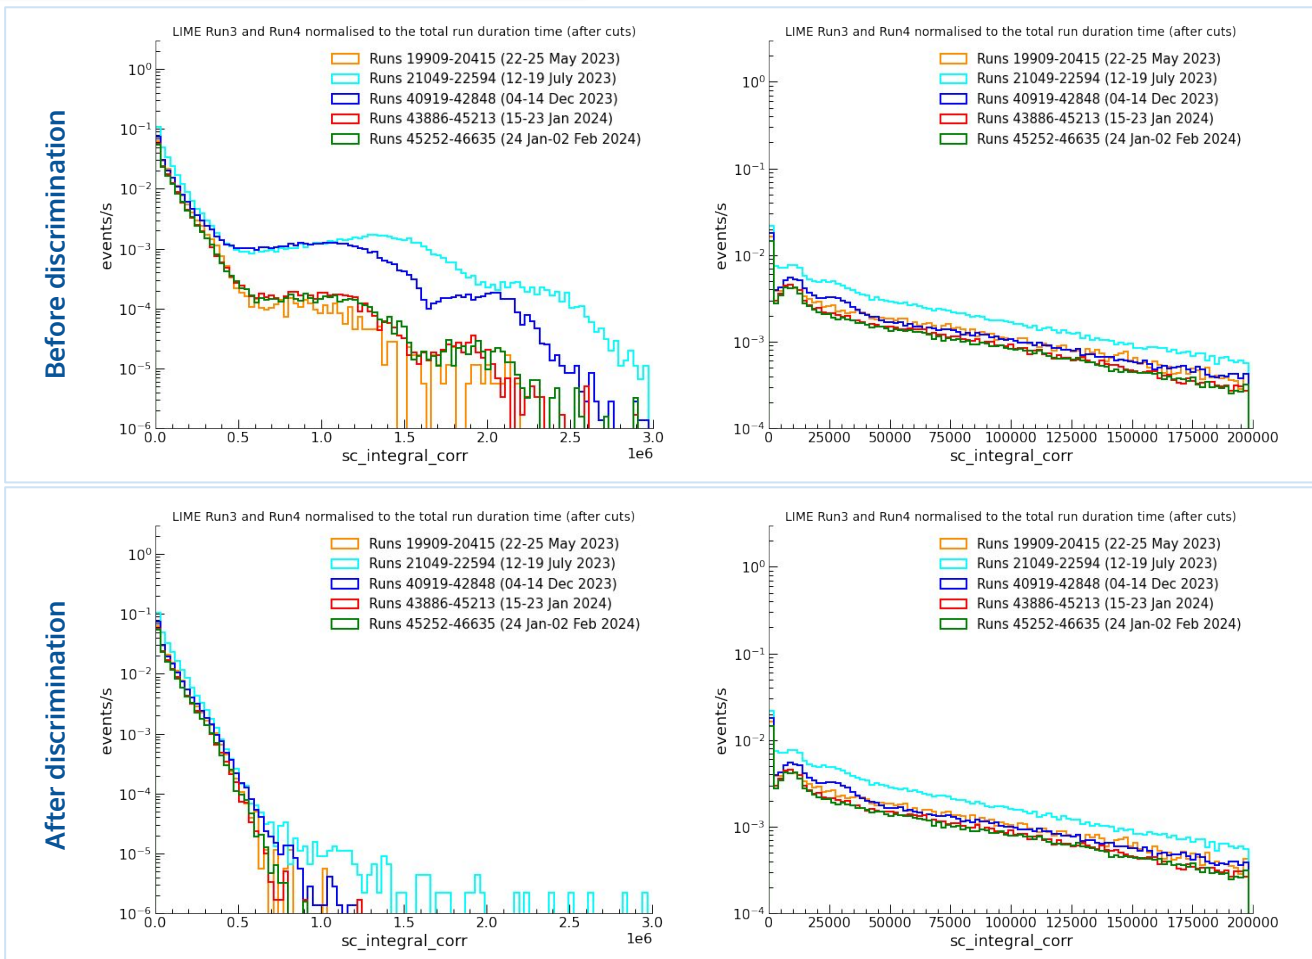 Before discrimination
LIME Run3 and Run4 normalised to the total run duration time (after cuts)
Runs 19909-20415 (22-25 May 2023)
Runs 21049-22594 (12-19 July 2023)
Runs 40919-42848 (04-14 Dec 2023)
Runs 43886-45213 (15-23 Jan 2024)
Runs 45252-46635 (24 Jan-02 Feb 2024)
events/s
10⁰
10⁻¹
10⁻²
10⁻³
10⁻⁴
10⁻⁵
10⁻⁶
0.0 0.5 1.0 1.5 2.0 2.5 3.0
sc_integral_corr
1e6
LIME Run3 and Run4 normalised to the total run duration time (after cuts)
Runs 19909-20415 (22-25 May 2023)
Runs 21049-22594 (12-19 July 2023)
Runs 40919-42848 (04-14 Dec 2023)
Runs 43886-45213 (15-23 Jan 2024)
Runs 45252-46635 (24 Jan-02 Feb 2024)
events/s
10⁰
10⁻¹
10⁻²
10⁻³
10⁻⁴
0 25000 50000 75000 100000 125000 150000 175000 200000
sc_integral_corr
After discrimination
LIME Run3 and Run4 normalised to the total run duration time (after cuts)
Runs 19909-20415 (22-25 May 2023)
Runs 21049-22594 (12-19 July 2023)
Runs 40919-42848 (04-14 Dec 2023)
Runs 43886-45213 (15-23 Jan 2024)
Runs 45252-46635 (24 Jan-02 Feb 2024)
events/s
10⁰
10⁻¹
10⁻²
10⁻³
10⁻⁴
10⁻⁵
10⁻⁶
0.0 0.5 1.0 1.5 2.0 2.5 3.0
sc_integral_corr
1e6
LIME Run3 and Run4 normalised to the total run duration time (after cuts)
Runs 19909-20415 (22-25 May 2023)
Runs 21049-22594 (12-19 July 2023)
Runs 40919-42848 (04-14 Dec 2023)
Runs 43886-45213 (15-23 Jan 2024)
Runs 45252-46635 (24 Jan-02 Feb 2024)
events/s
10⁰
10⁻¹
10⁻²
10⁻³
10⁻⁴
0 25000 50000 75000 100000 125000 150000 175000 200000
sc_integral_corr